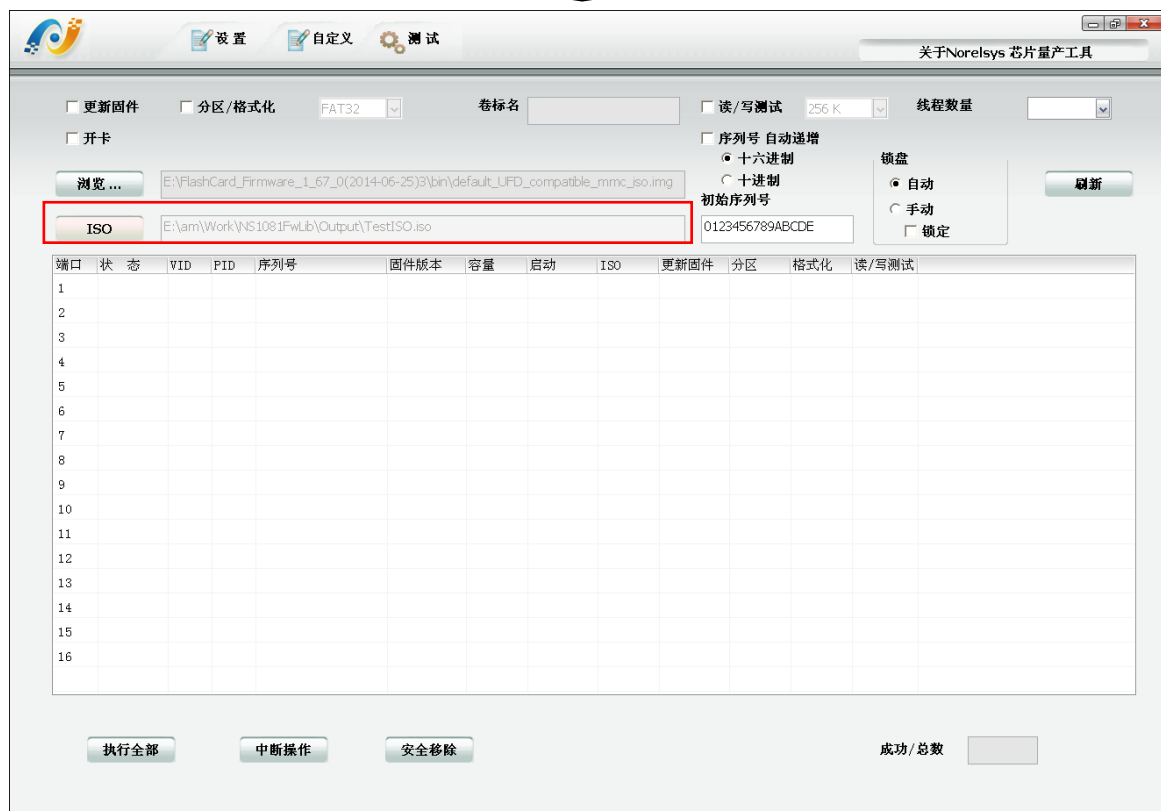 设 置 自定义 测 试
关于Norelsys 芯片量产工具
更新固件 分区/格式化 FAT32 卷标名 读/写测试 256 K 线程数量
开卡 序列号 自动递增
十六进制 锁盘
浏览 ... E:\FlashCard_Firmware_1_67_0(2014-06-25)3\bin\default_UFD_compatible_mmc_iso.img 十进制 自动 刷新
初始序列号 手动
ISO E:\am\Work\NS1081FwLib\Output\TestISO.iso 0123456789ABCDE 锁定
端口 状 态 VID PID 序列号 固件版本 容量 启动 ISO 更新固件 分区 格式化 读/写测试
1
2
3
4
5
6
7
8
9
10
11
12
13
14
15
16
执行全部 中断操作 安全移除 成功/总数